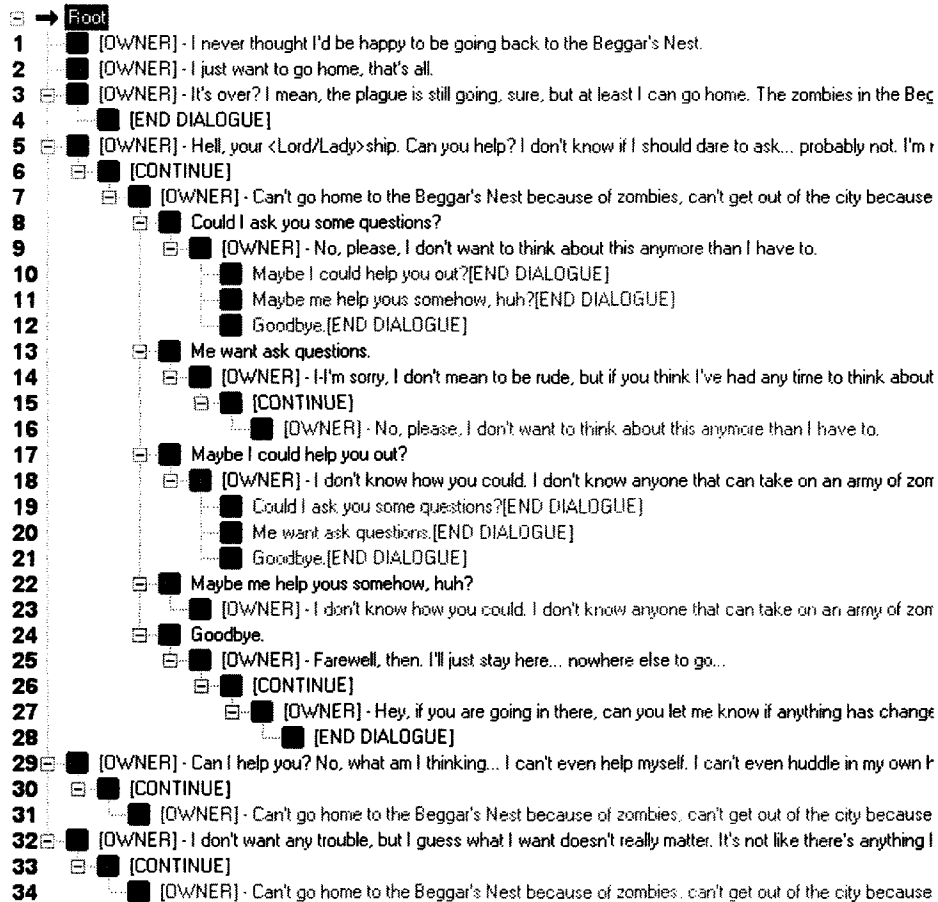 Root
1 [OWNER] - I never thought I'd be happy to be going back to the Beggar's Nest.
2 [OWNER] - I just want to go home, that's all.
3 [OWNER] - It's over? I mean, the plague is still going, sure, but at least I can go home. The zombies in the Beg
4 [END DIALOGUE]
5 [OWNER] - Hell, your <Lord/Lady>ship. Can you help? I don't know if I should dare to ask... probably not. I'm r
6 [CONTINUE]
7 [OWNER] - Can't go home to the Beggar's Nest because of zombies, can't get out of the city because
8 Could I ask you some questions?
9 [OWNER] - No, please, I don't want to think about this anymore than I have to.
10 Maybe I could help you out?[END DIALOGUE]
11 Maybe me help yous somehow, huh?[END DIALOGUE]
12 Goodbye.[END DIALOGUE]
13 Me want ask questions.
14 [OWNER] - I-I'm sorry, I don't mean to be rude, but if you think I've had any time to think about
15 [CONTINUE]
16 [OWNER] - No, please, I don't want to think about this anymore than I have to.
17 Maybe I could help you out?
18 [OWNER] - I don't know how you could. I don't know anyone that can take on an army of zom
19 Could I ask you some questions?[END DIALOGUE]
20 Me want ask questions.[END DIALOGUE]
21 Goodbye.[END DIALOGUE]
22 Maybe me help yous somehow, huh?
23 [OWNER] - I don't know how you could. I don't know anyone that can take on an army of zom
24 Goodbye.
25 [OWNER] - Farewell, then. I'll just stay here... nowhere else to go...
26 [CONTINUE]
27 [OWNER] - Hey, if you are going in there, can you let me know if anything has change
28 [END DIALOGUE]
29 [OWNER] - Can I help you? No, what am I thinking... I can't even help myself. I can't even huddle in my own h
30 [CONTINUE]
31 [OWNER] - Can't go home to the Beggar's Nest because of zombies, can't get out of the city because
32 [OWNER] - I don't want any trouble, but I guess what I want doesn't really matter. It's not like there's anything I
33 [CONTINUE]
34 [OWNER] - Can't go home to the Beggar's Nest because of zombies, can't get out of the city because